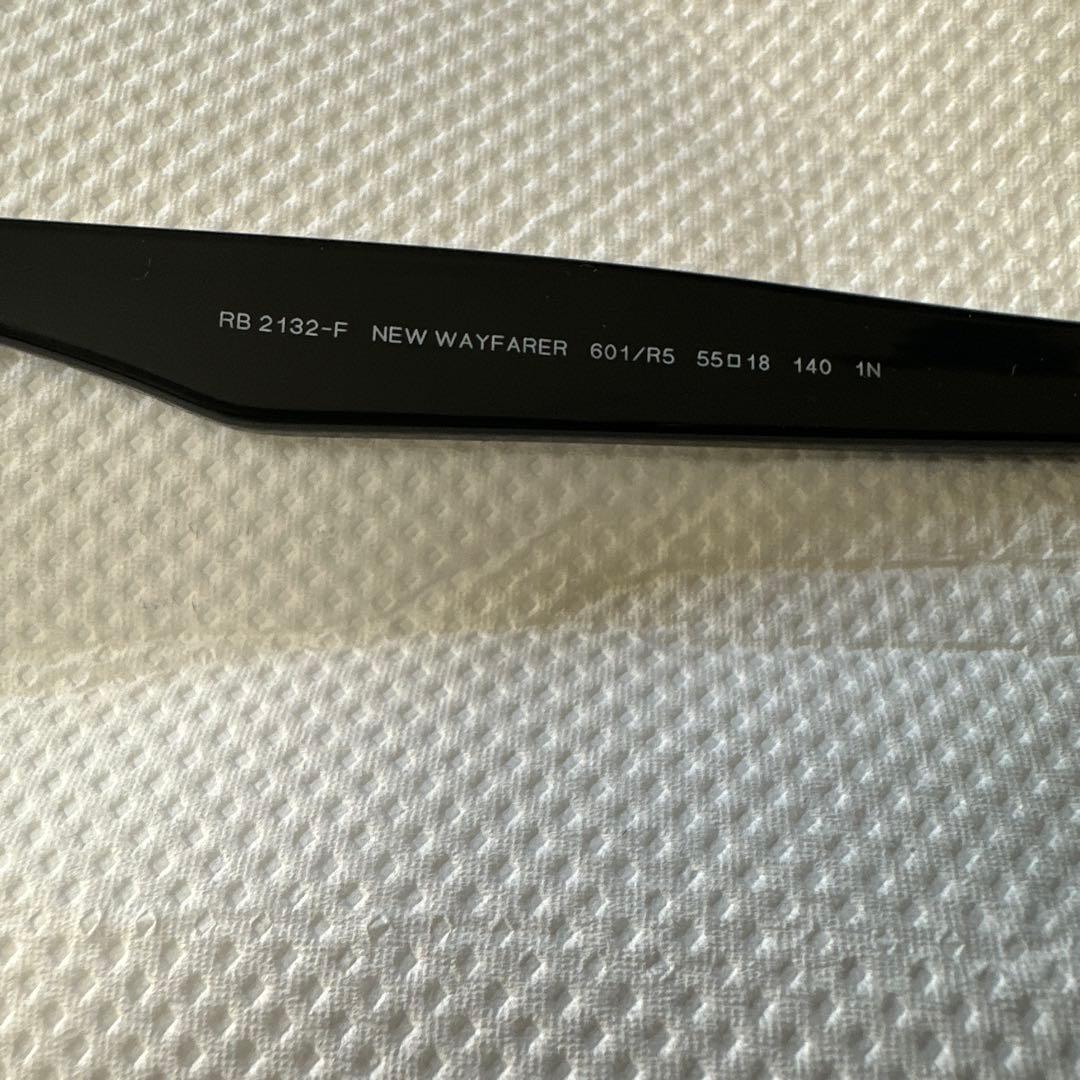 RB 2132-F NEW WAYFARER 601/R5 55□18 140 1N